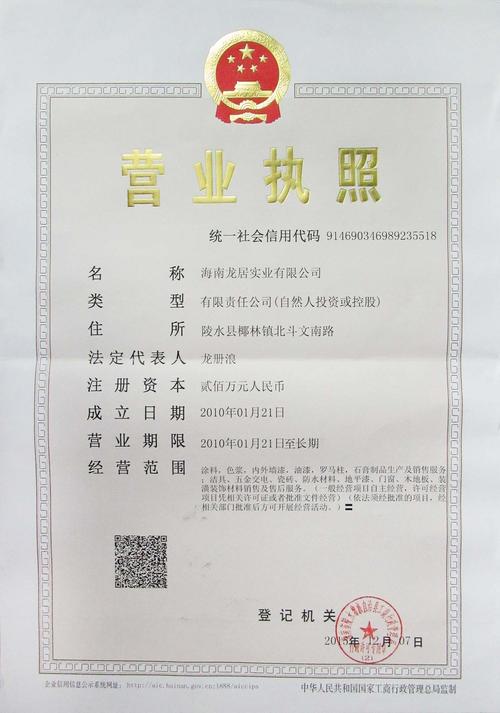 营业执照
统一社会信用代码 914690346989235518
名称 海南龙居实业有限公司
类型 有限责任公司(自然人投资或控股)
住所 陵水县椰林镇北斗文南路
法定代表人 龙册浪
注册资本 贰佰万元人民币
成立日期 2010年01月21日
营业期限 2010年01月21日至长期
经营范围 涂料,色浆,内外墙漆,油漆,罗马柱,石膏制品生产及销售服务
;洁具、五金交电、瓷砖、防水材料、地平漆、门窗、木地板、装
潢装饰材料销售及售后服务。(一般经营项目自主经营,许可经营
项目凭相关许可证或者批准文件经营)(依法须经批准的项目,经
相关部门批准后方可开展经营活动。)
登记机关
2015年12月07日
(2)
企业信用信息公示系统网址: http://aic.hainan.gov.cn:1888/aiccips
中华人民共和国国家工商行政管理总局监制